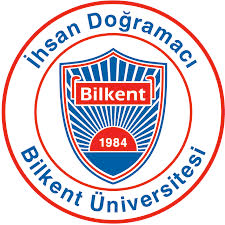 İhsan Doğramacı
Bilkent
1984
Bilkent Üniversitesi